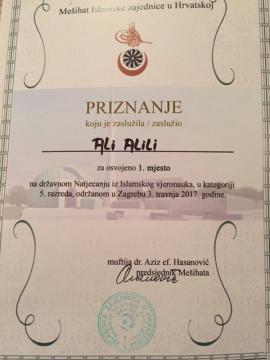 Mešihat Islamske zajednice u Hrvatskoj
PRIZNANJE
koju je zaslužila / zaslužio
Ali Alili
za osvojeno 1. mjesto
na državnom Natjecanju iz Islamskog vjeronauka, u kategoriji
5. razreda, održanom u Zagrebu 3. travnja 2017. godine.
muftija dr. Aziz ef. Hasanović
predsjednik Mešihata